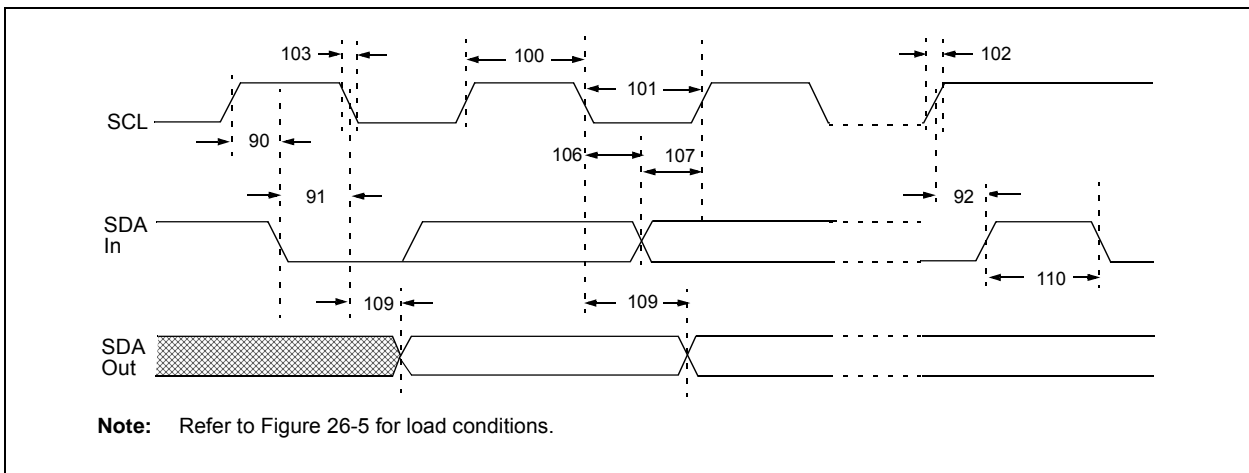 103
100
102
101
SCL
90
106
107
91
92
SDA
In
110
109
109
SDA
Out
Note: Refer to Figure 26-5 for load conditions.